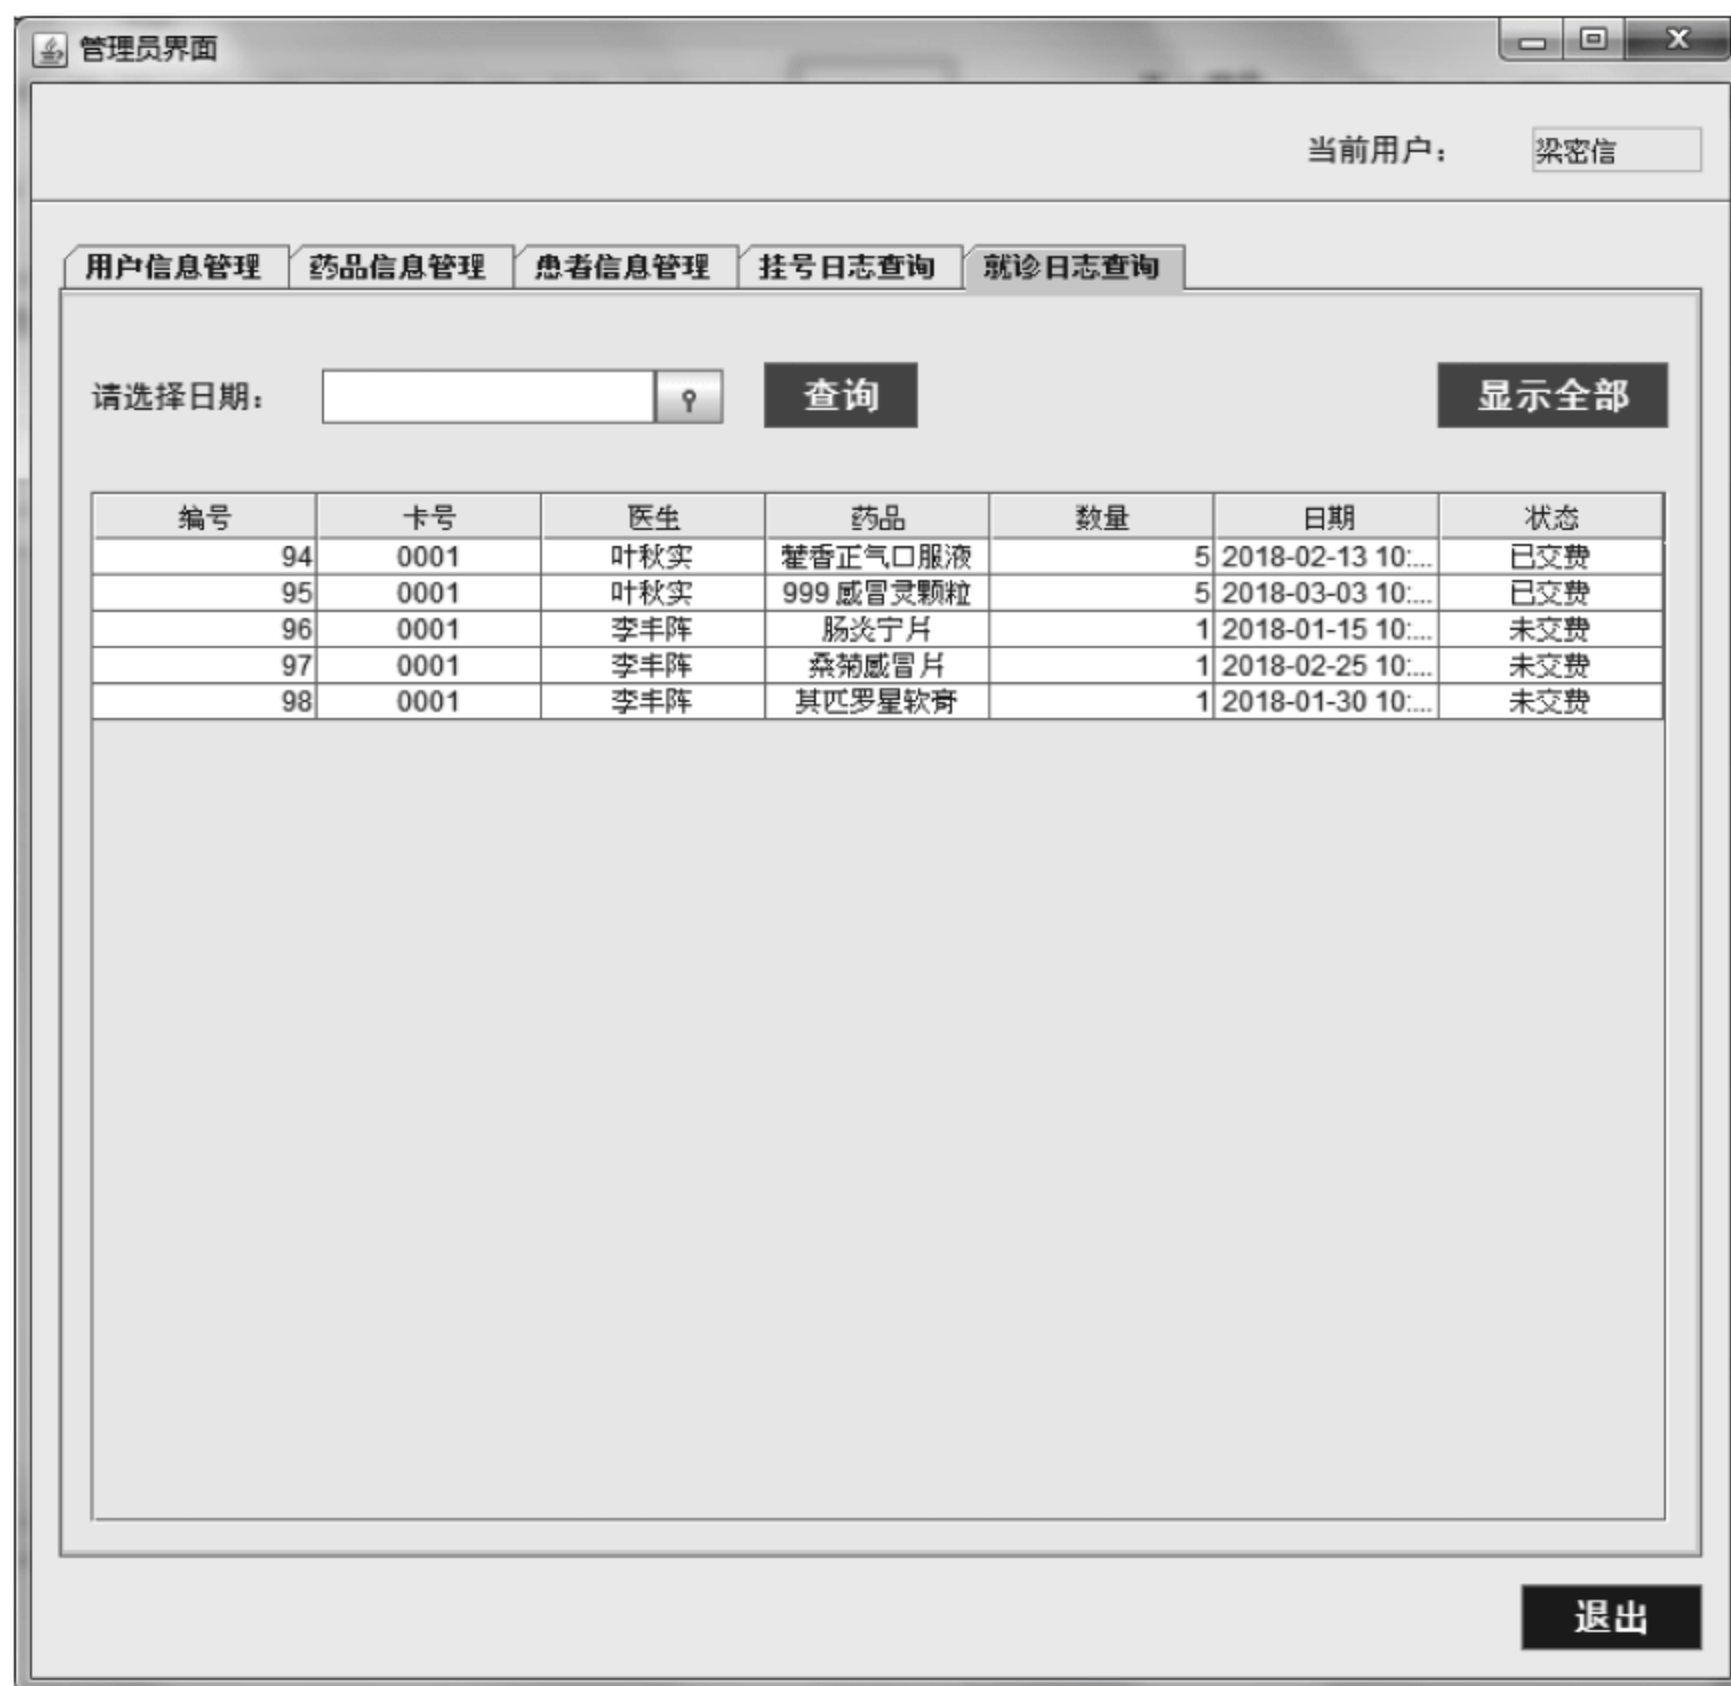 管理员界面
当前用户： 梁密信
用户信息管理 药品信息管理 患者信息管理 挂号日志查询 就诊日志查询
请选择日期： 查询 显示全部
编号 卡号 医生 药品 数量 日期 状态
94 0001 叶秋实 藿香正气口服液 5 2018-02-13 10:... 已交费
95 0001 叶秋实 999感冒灵颗粒 5 2018-03-03 10:... 已交费
96 0001 李丰阵 肠炎宁片 1 2018-01-15 10:... 未交费
97 0001 李丰阵 桑菊感冒片 1 2018-02-25 10:... 未交费
98 0001 李丰阵 其匹罗星软膏 1 2018-01-30 10:... 未交费
退出